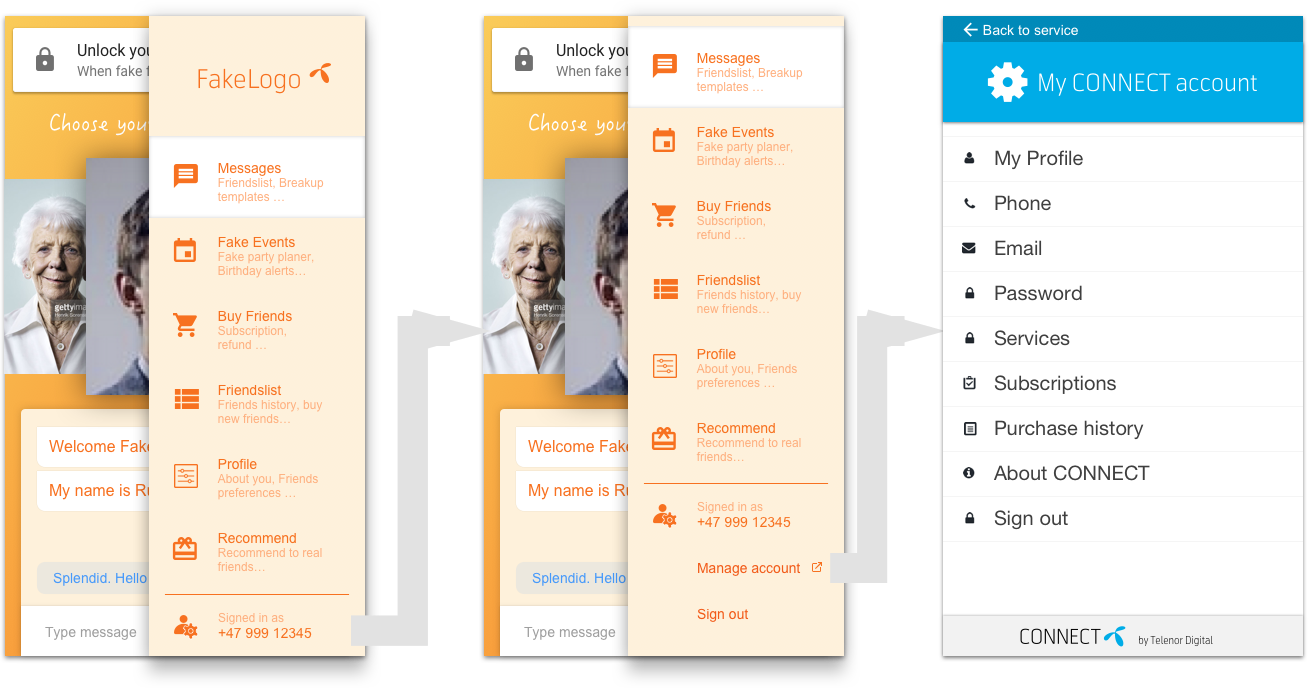 Unlock you
When fake f
Choose your
FakeLogo
Messages
Friendslist, Breakup
templates ...
Fake Events
Fake party planer,
Birthday alerts...
Buy Friends
Subscription,
refund ...
Friendslist
Friends history, buy
new friends...
Profile
About you, Friends
preferences ...
Recommend
Recommend to real
friends...
Signed in as
+47 999 12345
gettyima
Welcome Fak
My name is Ru
Splendid. Hello
Type message
Unlock you
When fake f
Choose your
Messages
Friendslist, Breakup
templates ...
Fake Events
Fake party planer,
Birthday alerts...
Buy Friends
Subscription,
refund ...
Friendslist
Friends history, buy
new friends...
Profile
About you, Friends
preferences ...
Recommend
Recommend to real
friends...
Signed in as
+47 999 12345
Manage account
Sign out
gettyima
Welcome Fak
My name is Ru
Splendid. Hello
Type message
Back to service
My CONNECT account
My Profile
Phone
Email
Password
Services
Subscriptions
Purchase history
About CONNECT
Sign out
CONNECT by Telenor Digital